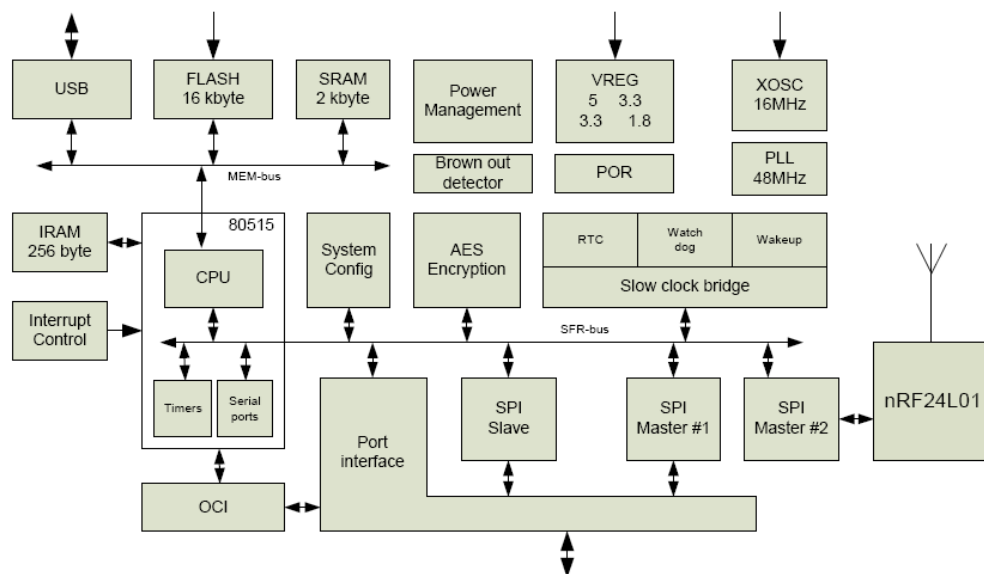 USB
FLASH
16 kbyte
SRAM
2 kbyte
Power
Management
VREG
5 3.3
3.3 1.8
XOSC
16MHz
MEM-bus
Brown out
detector
POR
PLL
48MHz
IRAM
256 byte
80515
CPU
System
Config
AES
Encryption
RTC
Watch
dog
Wakeup
Slow clock bridge
Interrupt
Control
SFR-bus
Timers
Serial
ports
Port
interface
SPI
Slave
SPI
Master #1
SPI
Master #2
nRF24L01
OCI